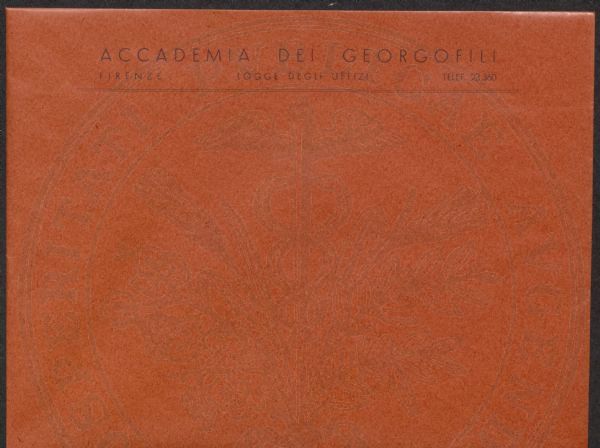 ACCADEMIA DEI GEORGOFILI
FIRENZE LOGGE DEGLI UFFIZI TELEF. 22.360